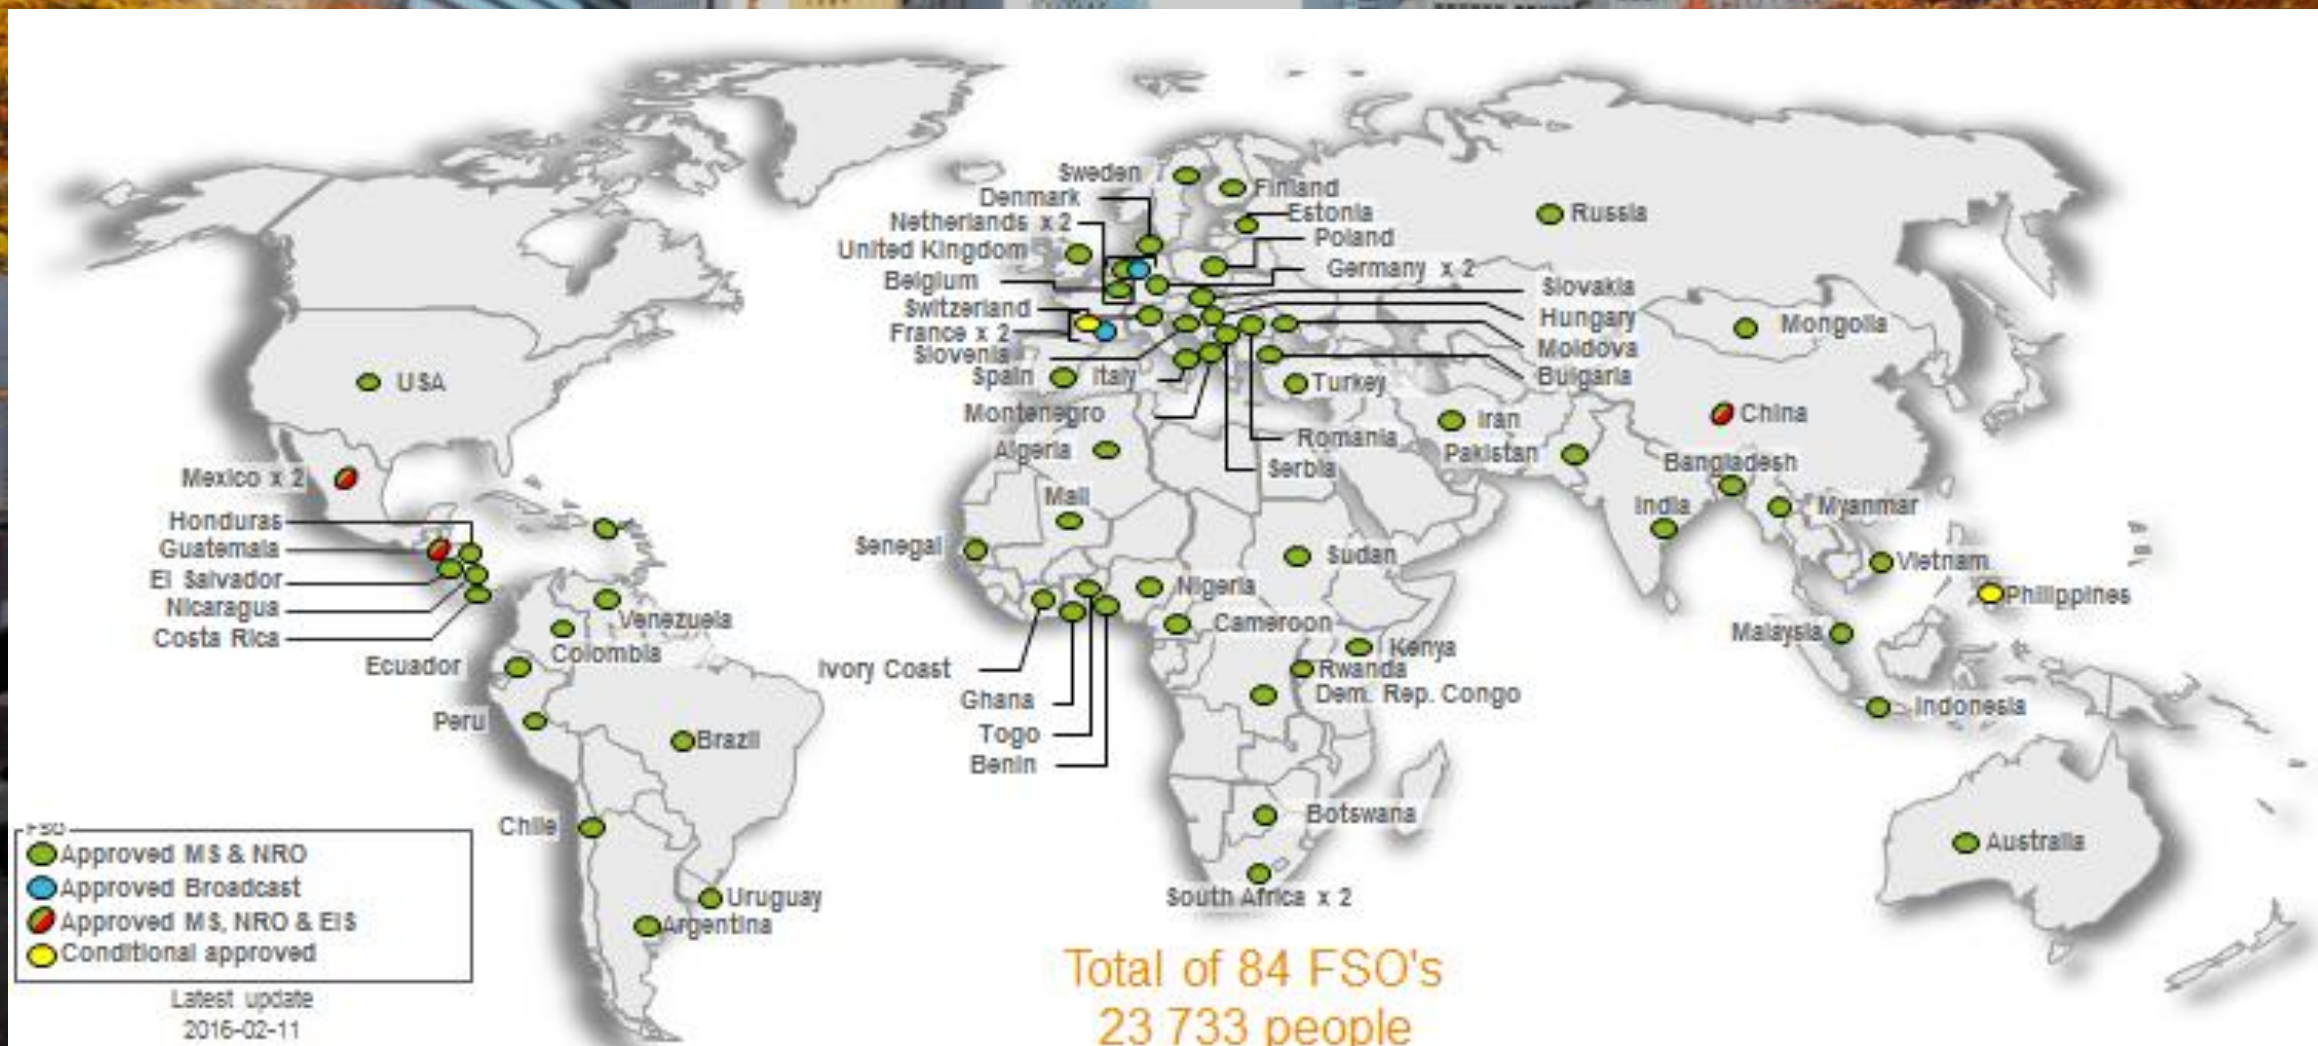 Sweden
Finland
Denmark
Estonia
Netherlands x 2
Poland
United Kingdom
Germany x 2
Belgium
Slovakia
Switzerland
Hungary
France x 2
Moldova
Slovenia
Bulgaria
Spain
Italy
Turkey
Montenegro
Romania
Serbia
Algeria
Russia
Mongolia
China
Iran
Pakistan
Bangladesh
India
Myanmar
Vietnam
Philippines
Malaysia
Indonesia
Australia
USA
Mexico x 2
Honduras
Guatemala
El Salvador
Nicaragua
Costa Rica
Venezuela
Colombia
Ecuador
Peru
Brazil
Chile
Uruguay
Argentina
Mali
Senegal
Sudan
Nigeria
Cameroon
Kenya
Rwanda
Dem. Rep. Congo
Ivory Coast
Ghana
Togo
Benin
Botswana
South Africa x 2
FSO
Approved MS & NRO
Approved Broadcast
Approved MS, NRO & EIS
Conditional approved
Latest update
2016-02-11
Total of 84 FSO's
23 733 people